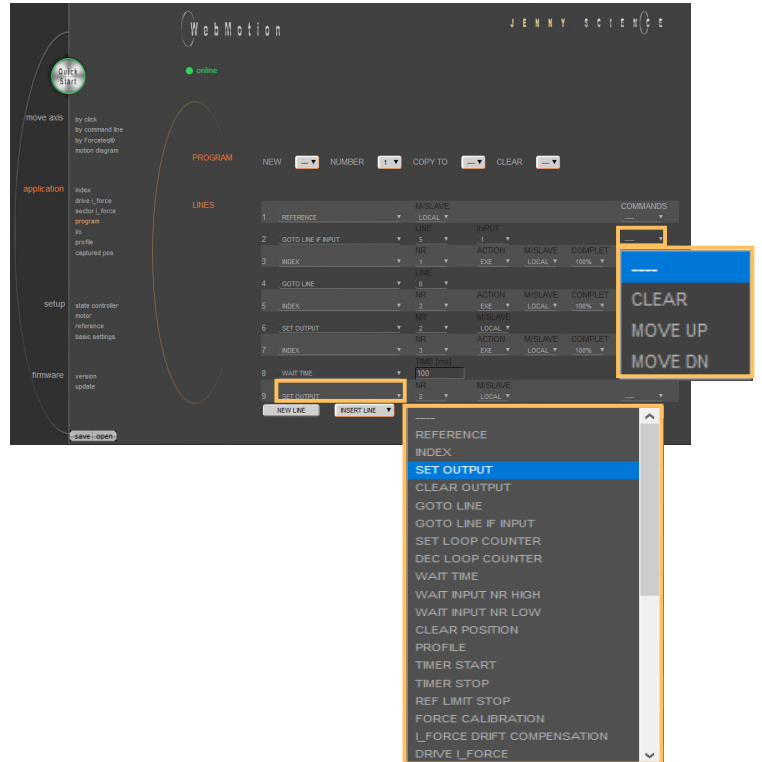 WebMotion
JENNY SCIENCE
Quick Start
online
move axis
by click
by command line
by Forceteq®
motion diagram
PROGRAM NEW --- NUMBER 1 COPY TO --- CLEAR ---
application
index
drive i_force
sector i_force
program
i/o
profile
captured pos
setup
state controller
motor
reference
basic settings
firmware
version
update
save open
LINES
M/SLAVE COMMANDS
1 REFERENCE LOCAL ----
LINE INPUT
2 GOTO LINE IF INPUT 5 1 ----
NR ACTION M/SLAVE COMPLET
3 INDEX 1 EXE LOCAL 100%
LINE
4 GOTO LINE 6
NR ACTION M/SLAVE COMPLET
5 INDEX 2 EXE LOCAL 100%
NR M/SLAVE
6 SET OUTPUT 2 LOCAL
NR ACTION M/SLAVE COMPLET
7 INDEX 3 EXE LOCAL 100%
TIME [ms]
8 WAIT TIME 100
NR M/SLAVE
9 SET OUTPUT 2 LOCAL ----
NEW LINE INSERT LINE
----
CLEAR
MOVE UP
MOVE DN
----
REFERENCE
INDEX
SET OUTPUT
CLEAR OUTPUT
GOTO LINE
GOTO LINE IF INPUT
SET LOOP COUNTER
DEC LOOP COUNTER
WAIT TIME
WAIT INPUT NR HIGH
WAIT INPUT NR LOW
CLEAR POSITION
PROFILE
TIMER START
TIMER STOP
REF LIMIT STOP
FORCE CALIBRATION
I_FORCE DRIFT COMPENSATION
DRIVE I_FORCE